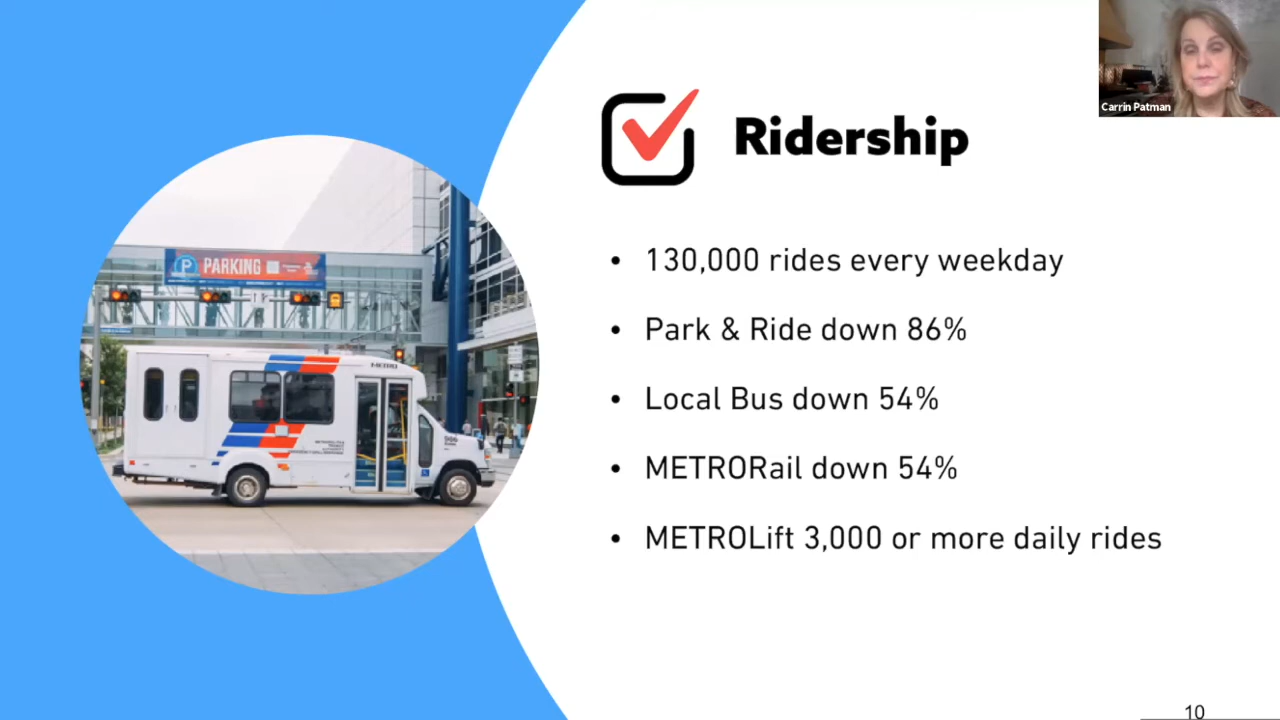 Carrin Patman
Ridership
• 130,000 rides every weekday
• Park & Ride down 86%
• Local Bus down 54%
• METRORail down 54%
• METROLift 3,000 or more daily rides
P PARKING
METRO
10